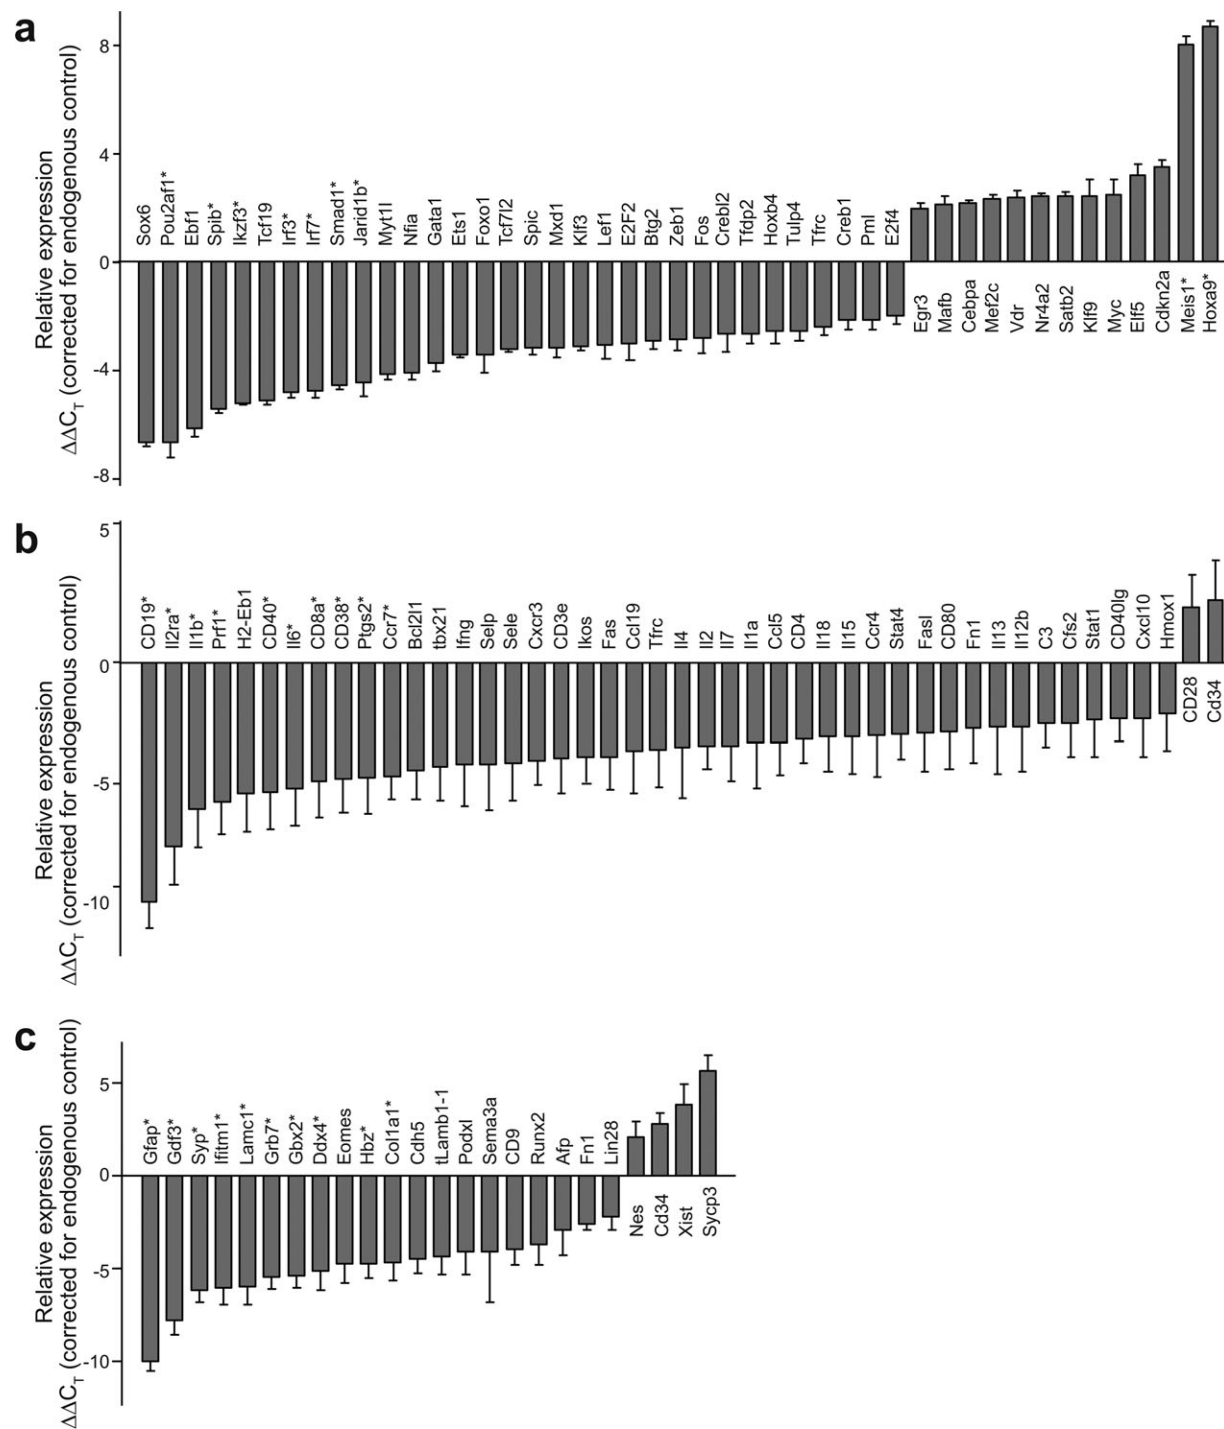 a
Relative expression
ΔΔCT (corrected for endogenous control)
8
4
0
-4
-8
Sox6
Pou2af1*
Ebf1
Spib*
Ikzf3*
Tcf19
Irf3*
Irf7*
Smad1*
Jarid1b*
Myt1l
Nfia
Gata1
Ets1
Foxo1
Tcf7l2
Spic
Mxd1
Klf3
Lef1
E2F2
Btg2
Zeb1
Fos
Crebl2
Tfdp2
Hoxb4
Tulp4
Tfrc
Creb1
Pml
E2f4
Egr3
Mafb
Cebpa
Mef2c
Vdr
Nr4a2
Satb2
Klf9
Myc
Elf5
Cdkn2a
Meis1*
Hoxa9*
b
Relative expression
ΔΔCT (corrected for endogenous control)
5
0
-5
-10
CD19*
Il2ra*
Il1b*
Prf1*
H2-Eb1
CD40*
Il6*
CD8a*
CD38*
Ptgs2*
Ccr7*
Bcl2l1
tbx21
Ifng
Selp
Sele
Cxcr3
CD3e
Ikos
Fas
Ccl19
Tfrc
Il4
Il2
Il7
Il1a
Ccl5
CD4
Il18
Il15
Ccr4
Stat4
Fasl
CD80
Fn1
Il13
Il12b
C3
Cfs2
Stat1
CD40lg
Cxcl10
Hmox1
CD28
Cd34
c
Relative expression
ΔΔCT (corrected for endogenous control)
5
0
-5
-10
Gfap*
Gdf3*
Syp*
Ifitm1*
Lamc1*
Grb7*
Gbx2*
Ddx4*
Eomes
Hbz*
Col1a1*
Cdh5
tLamb1-1
Podxl
Sema3a
CD9
Runx2
Afp
Fn1
Lin28
Nes
Cd34
Xist
Sycp3